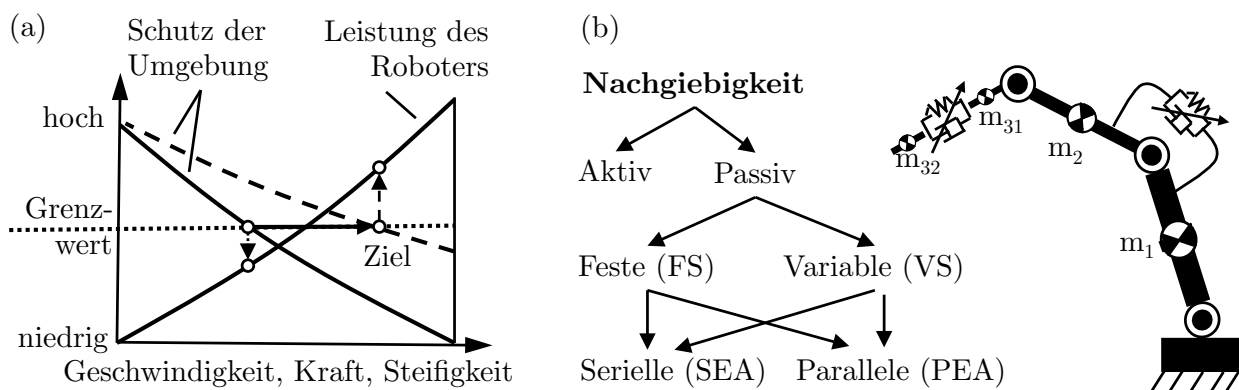 (a)
Schutz der
Umgebung
Leistung des
Roboters
hoch
Grenz-
wert
Ziel
niedrig
Geschwindigkeit, Kraft, Steifigkeit
(b)
Nachgiebigkeit
Aktiv Passiv
Feste (FS) Variable (VS)
Serielle (SEA) Parallele (PEA)
m32
m31
m2
m1